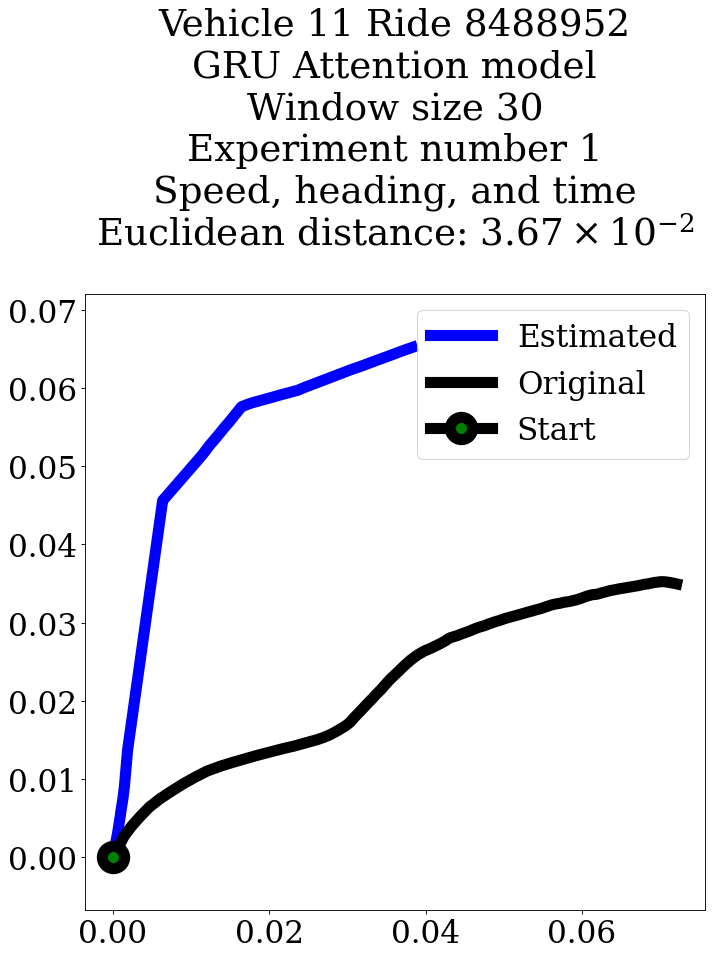 Vehicle 11 Ride 8488952
GRU Attention model
Window size 30
Experiment number 1
Speed, heading, and time
Euclidean distance: 3.67 × 10⁻²
0.07
0.06
0.05
0.04
0.03
0.02
0.01
0.00
Estimated
Original
Start
0.00 0.02 0.04 0.06